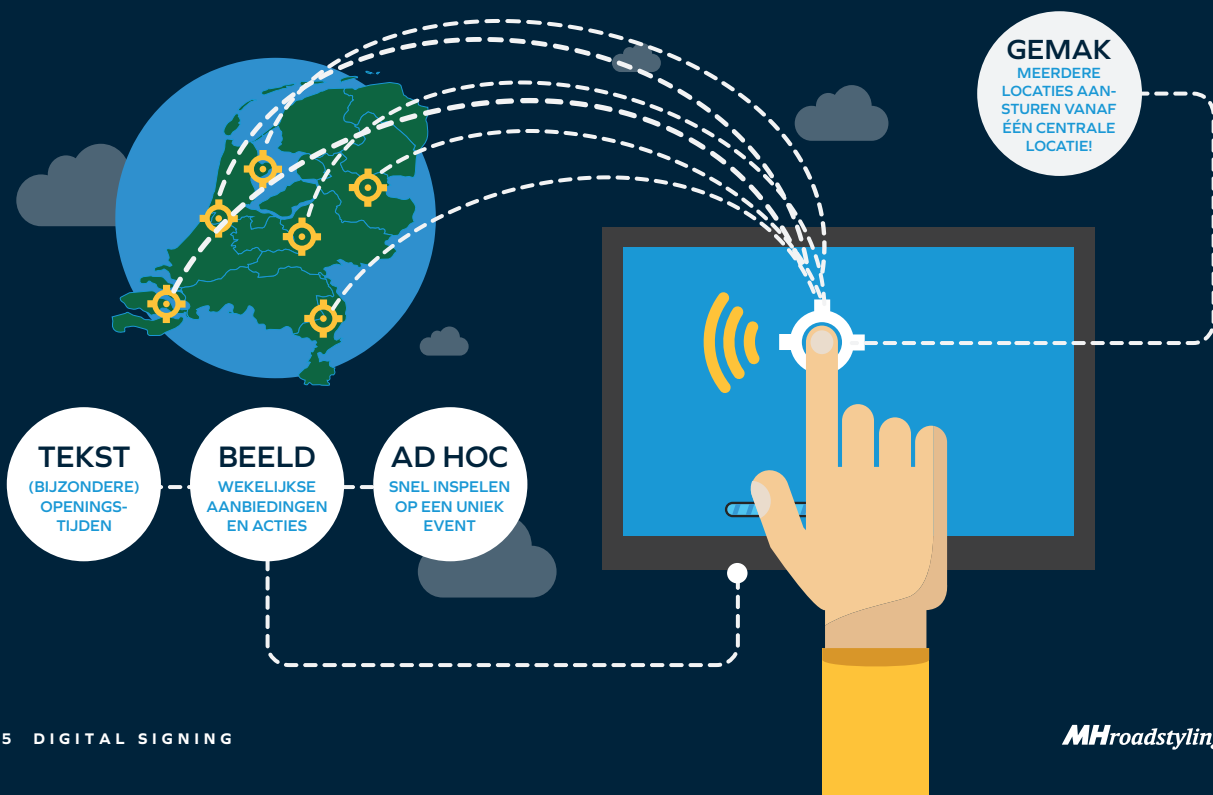 GEMAK
MEERDERE
LOCATIES AAN-
STUREN VANAF
ÉÉN CENTRALE
LOCATIE!
TEKST
(BIJZONDERE)
OPENINGS-
TIJDEN
BEELD
WEKELIJKSE
AANBIEDINGEN
EN ACTIES
AD HOC
SNEL INSPELEN
OP EEN UNIEK
EVENT
5 DIGITAL SIGNING
MHroadstyling